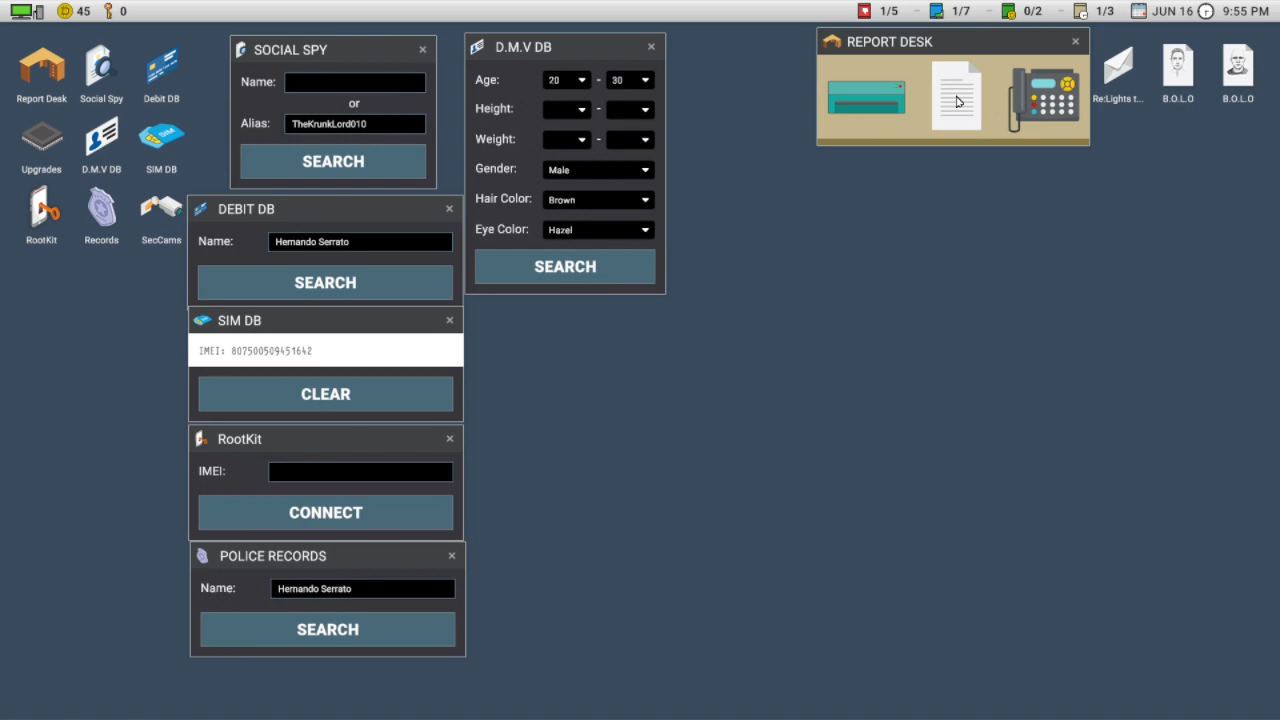 45
0
1/5
1/7
0/2
1/3
JUN 16
9:55 PM
Report Desk
Social Spy
Debit DB
Upgrades
D.M.V DB
SIM DB
RootKit
Records
SecCams
SOCIAL SPY
Name:
or
Alias: TheKrunkLord010
SEARCH
DEBIT DB
Name: Hernando Serrato
SEARCH
SIM DB
IMEI: 807500509451642
CLEAR
RootKit
IMEI:
CONNECT
POLICE RECORDS
Name: Hernando Serrato
SEARCH
D.M.V DB
Age: 20 - 30
Height: -
Weight: -
Gender: Male
Hair Color: Brown
Eye Color: Hazel
SEARCH
REPORT DESK
Re:Lights t...
B.O.L.O
B.O.L.O